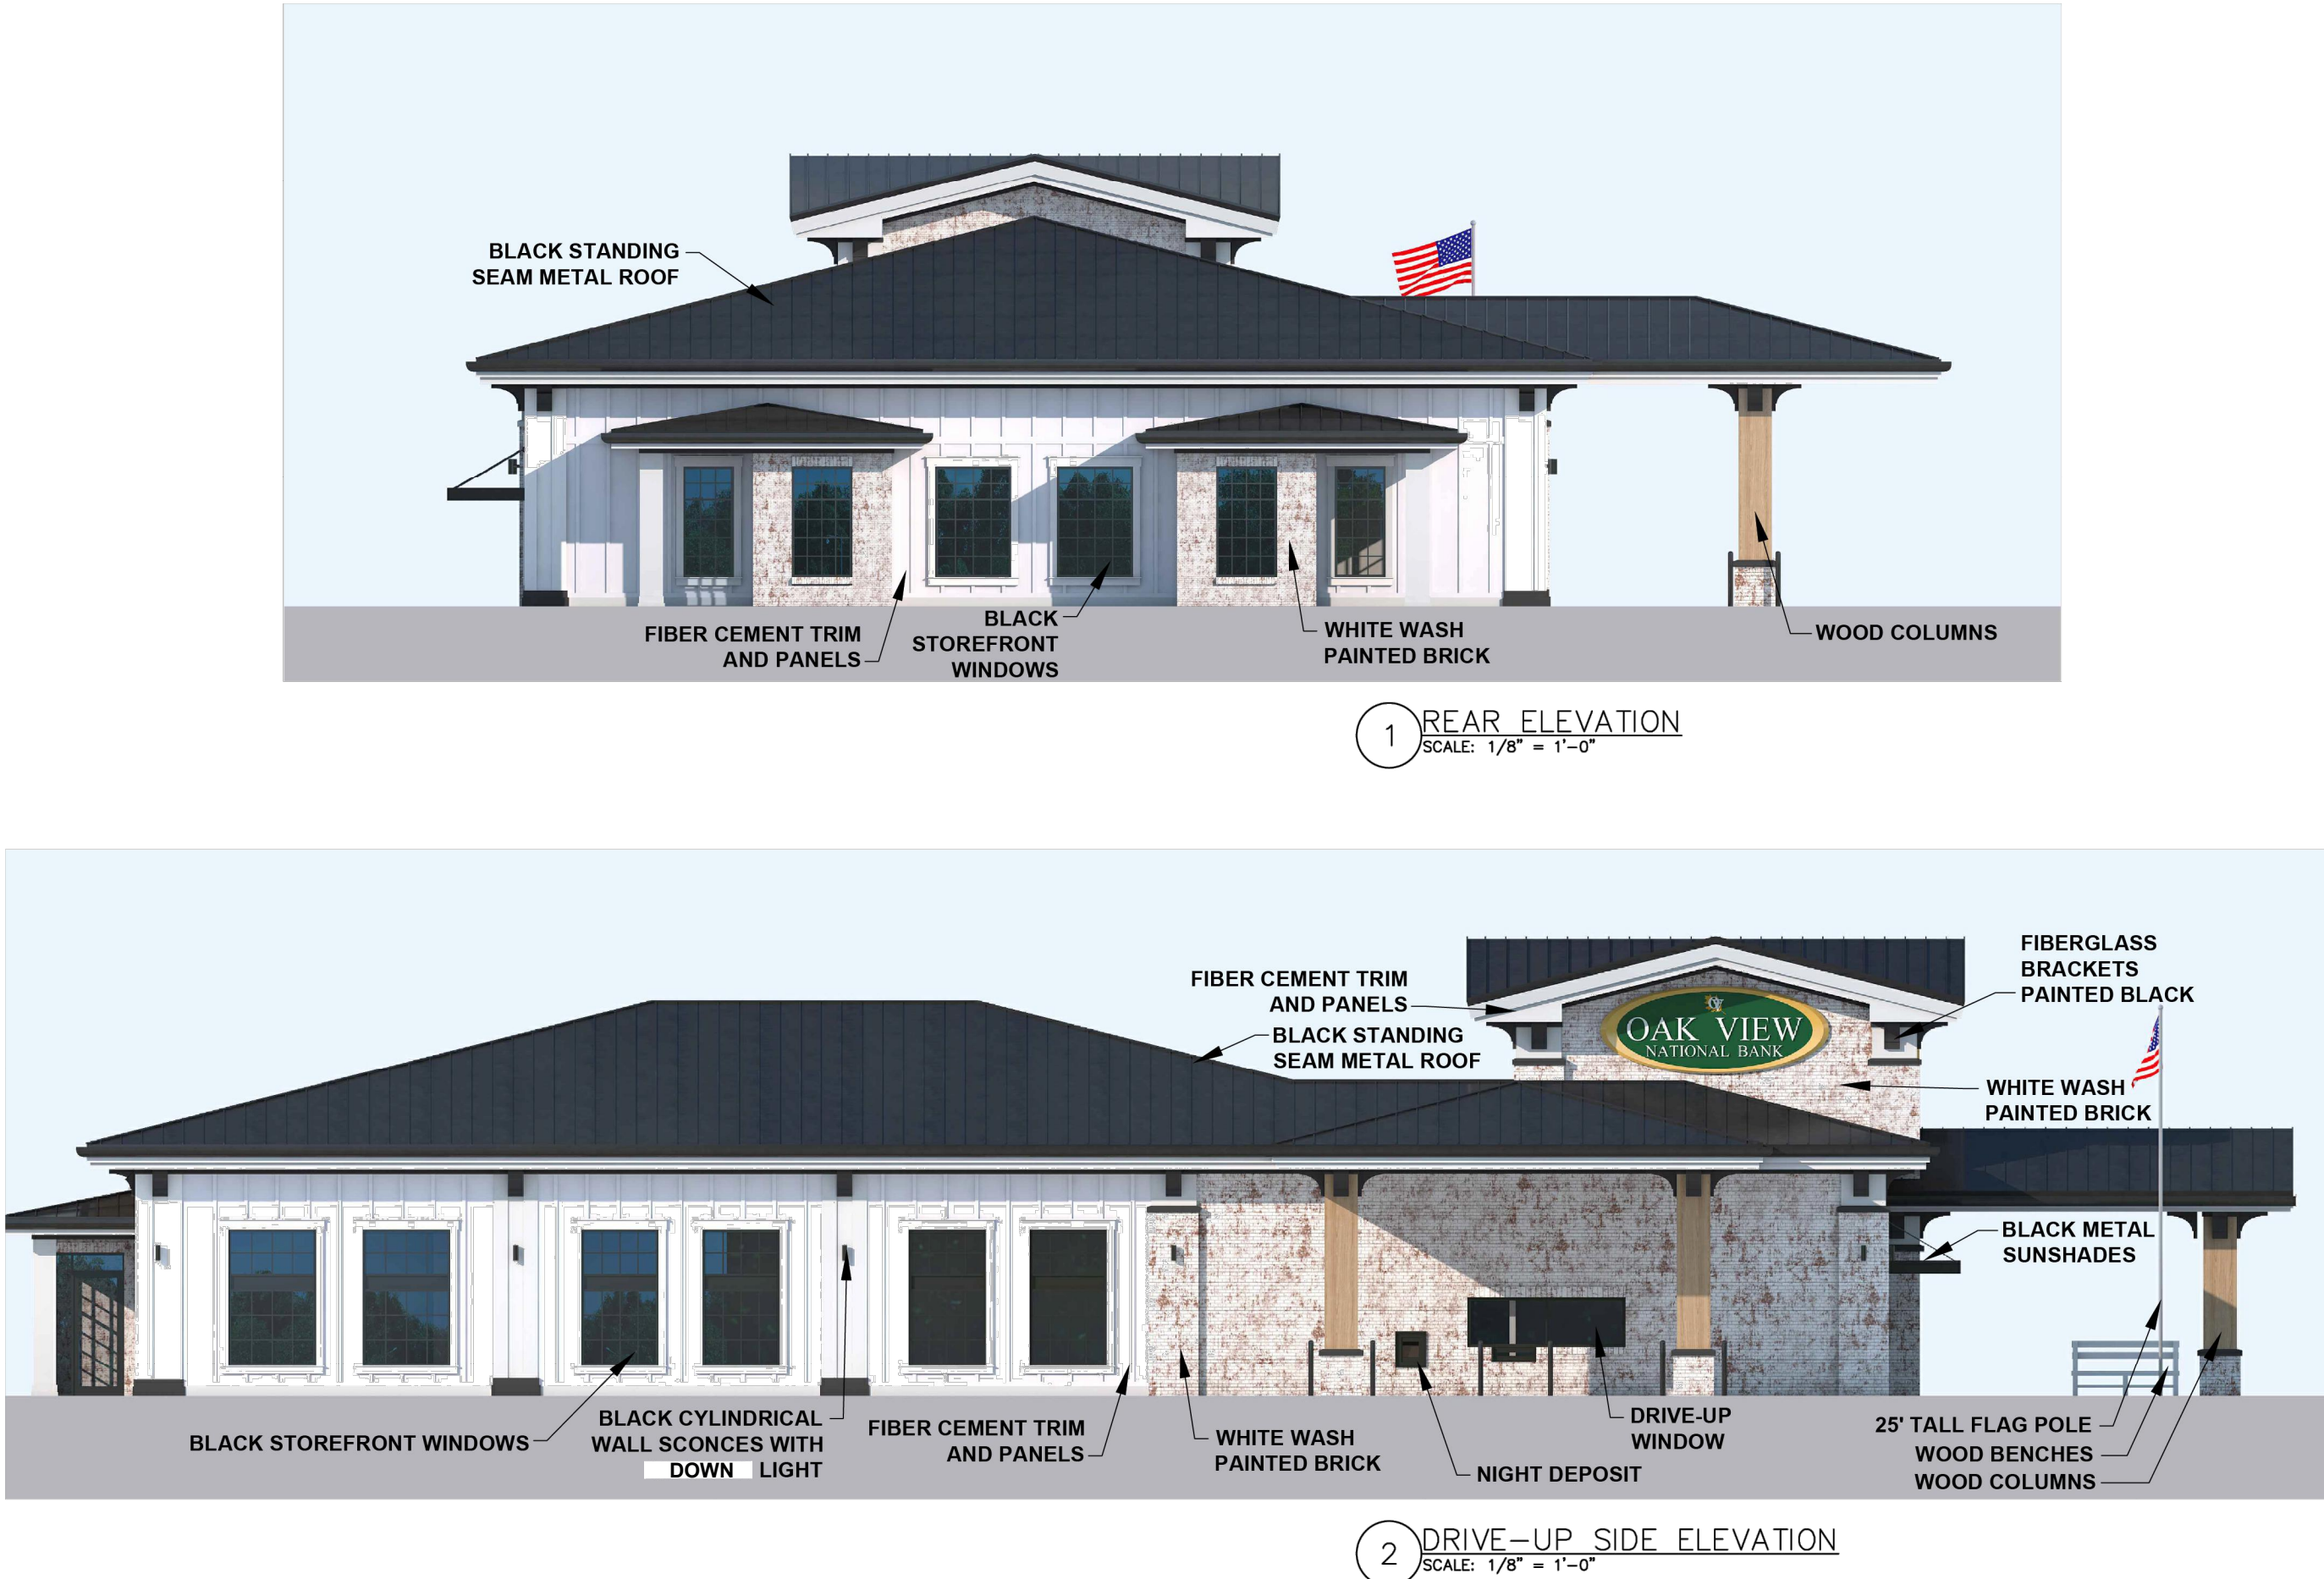 BLACK STANDING
SEAM METAL ROOF
FIBER CEMENT TRIM
AND PANELS
BLACK
STOREFRONT
WINDOWS
WHITE WASH
PAINTED BRICK
WOOD COLUMNS
1
REAR ELEVATION
SCALE: 1/8" = 1'-0"
FIBER CEMENT TRIM
AND PANELS
BLACK STANDING
SEAM METAL ROOF
OV
OAK VIEW
NATIONAL BANK
FIBERGLASS
BRACKETS
PAINTED BLACK
WHITE WASH
PAINTED BRICK
BLACK METAL
SUNSHADES
BLACK STOREFRONT WINDOWS
BLACK CYLINDRICAL
WALL SCONCES WITH
DOWN LIGHT
FIBER CEMENT TRIM
AND PANELS
WHITE WASH
PAINTED BRICK
NIGHT DEPOSIT
DRIVE-UP
WINDOW
25' TALL FLAG POLE
WOOD BENCHES
WOOD COLUMNS
2
DRIVE-UP SIDE ELEVATION
SCALE: 1/8" = 1'-0"